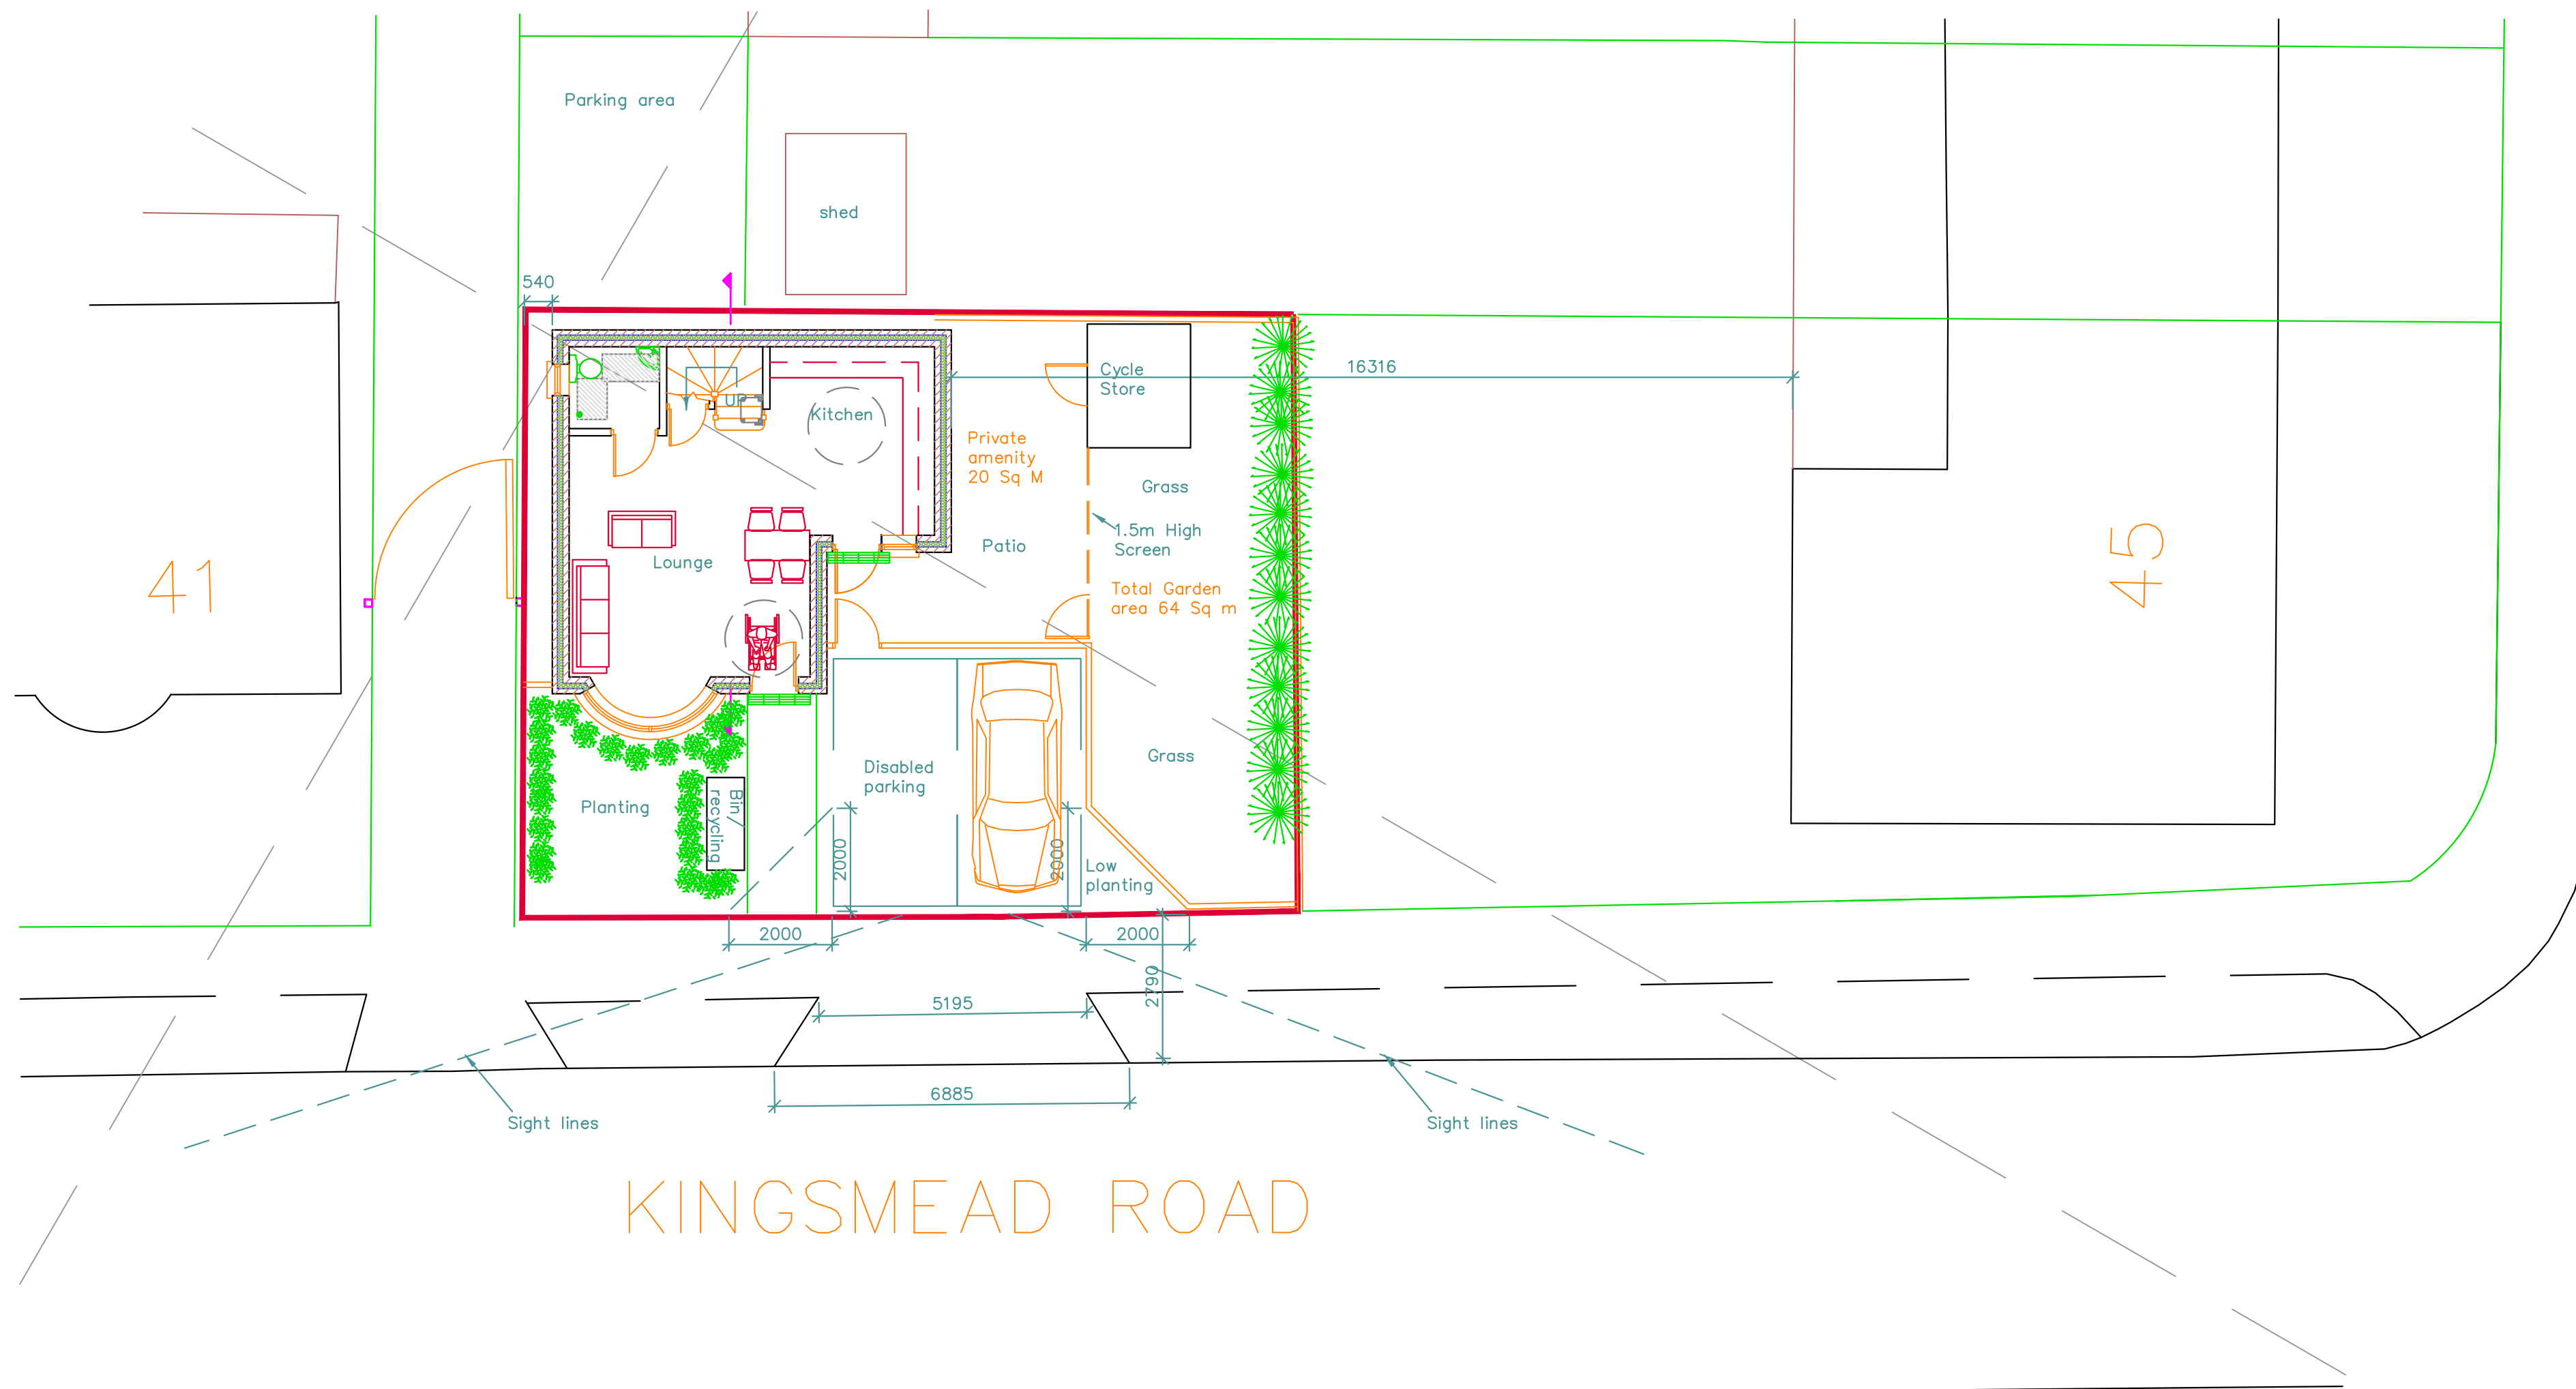 Parking area
shed
540
16316
Cycle
Store
UP
Kitchen
Private
amenity
20 Sq M
Grass
1.5m High
Screen
Patio
Lounge
Total Garden
area 64 Sq m
41
45
Grass
Disabled
parking
Planting
Bin/
recycling
2000
2000
Low
planting
2000
2000
2790
5195
6885
Sight lines
Sight lines
KINGSMEAD ROAD